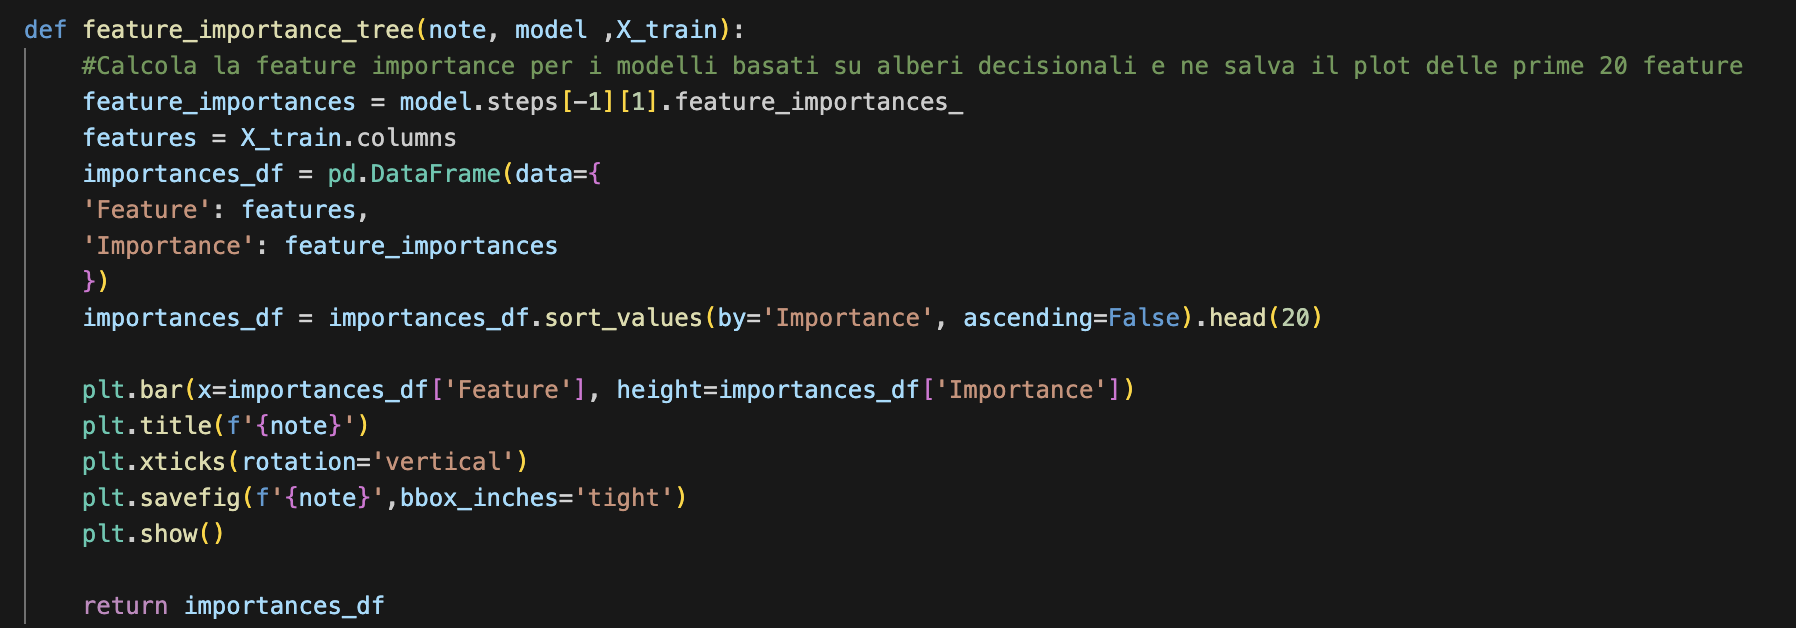 def feature_importance_tree(note, model ,X_train):
    #Calcola la feature importance per i modelli basati su alberi decisionali e ne salva il plot delle prime 20 feature
    feature_importances = model.steps[-1][1].feature_importances_
    features = X_train.columns
    importances_df = pd.DataFrame(data={
    'Feature': features,
    'Importance': feature_importances
    })
    importances_df = importances_df.sort_values(by='Importance', ascending=False).head(20)

    plt.bar(x=importances_df['Feature'], height=importances_df['Importance'])
    plt.title(f'{note}')
    plt.xticks(rotation='vertical')
    plt.savefig(f'{note}',bbox_inches='tight')
    plt.show()

    return importances_df